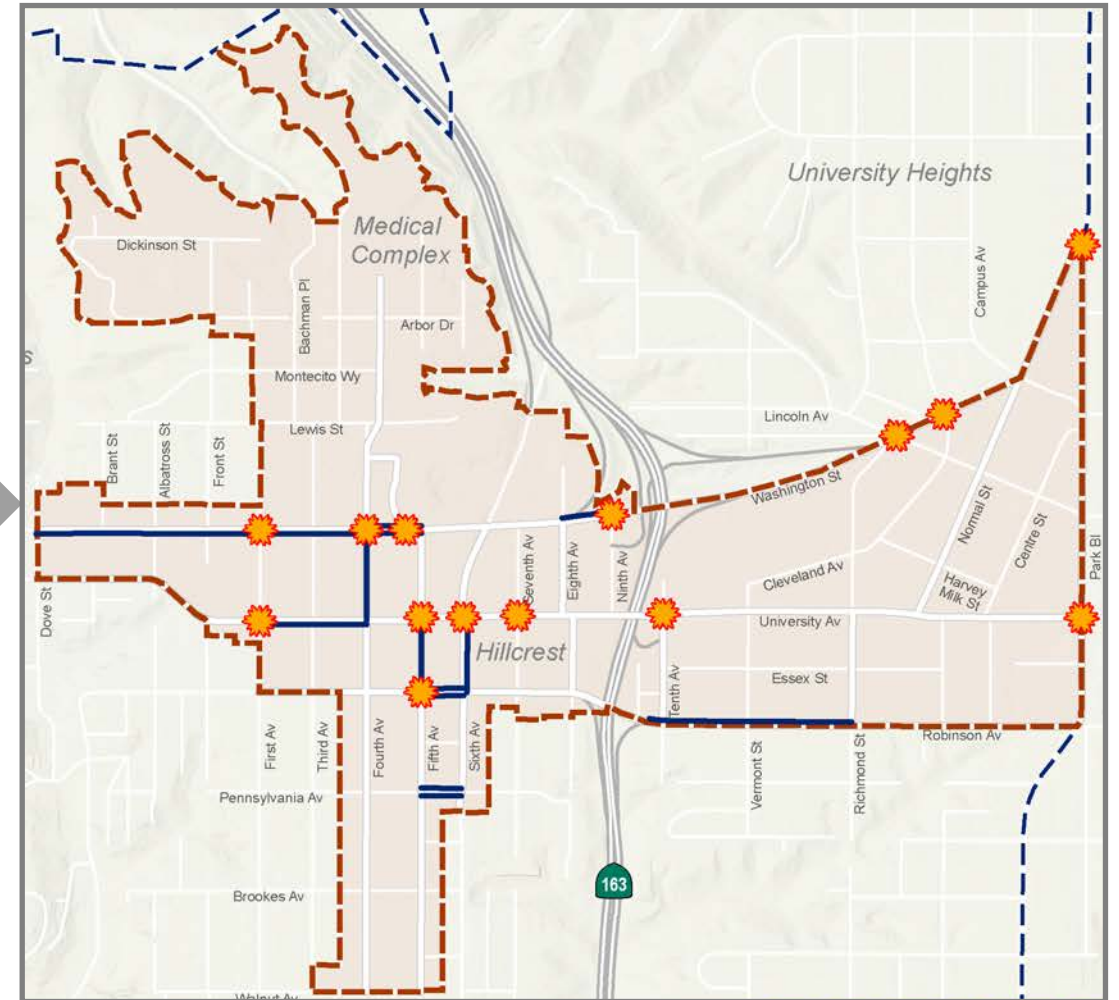 University Heights
Medical
Complex
Dickinson St
Campus Av
Bachman Pl
Arbor Dr
Montecito Wy
Lincoln Av
Lewis St
Brant St
Albatross St
Front St
Washington St
Normal St
Centre St
Park Bl
Seventh Av
Eighth Av
Ninth Av
Cleveland Av
Harvey
Milk St
Dove St
University Av
Hillcrest
Essex St
Tenth Av
First Av
Third Av
Fourth Av
Fifth Av
Sixth Av
Robinson Av
Vermont St
Richmond St
Pennsylvania Av
163
Brookes Av
Walnut Av